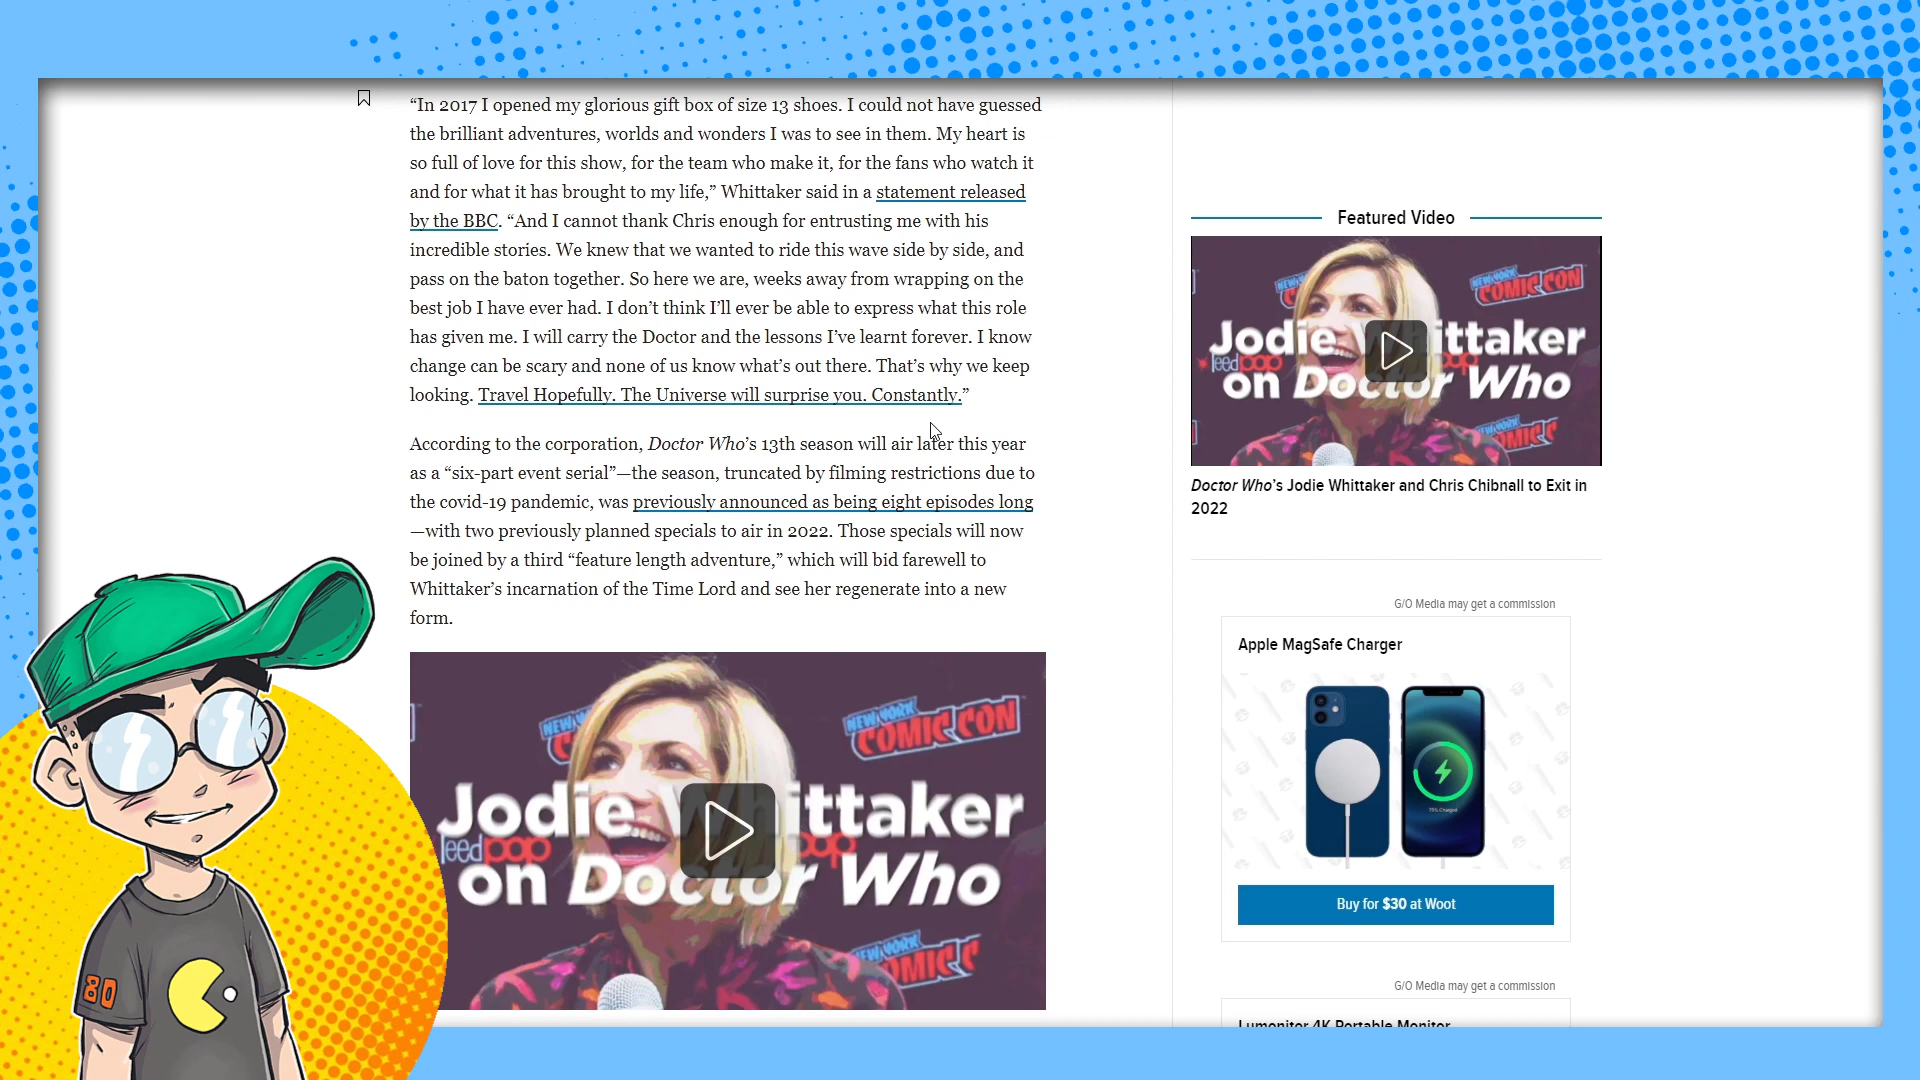 “In 2017 I opened my glorious gift box of size 13 shoes. I could not have guessed
the brilliant adventures, worlds and wonders I was to see in them. My heart is
so full of love for this show, for the team who make it, for the fans who watch it
and for what it has brought to my life,” Whittaker said in a statement released
by the BBC. “And I cannot thank Chris enough for entrusting me with his
incredible stories. We knew that we wanted to ride this wave side by side, and
pass on the baton together. So here we are, weeks away from wrapping on the
best job I have ever had. I don’t think I’ll ever be able to express what this role
has given me. I will carry the Doctor and the lessons I’ve learnt forever. I know
change can be scary and none of us know what’s out there. That’s why we keep
looking. Travel Hopefully. The Universe will surprise you. Constantly.”
According to the corporation, Doctor Who’s 13th season will air later this year
as a “six-part event serial”—the season, truncated by filming restrictions due to
the covid-19 pandemic, was previously announced as being eight episodes long
—with two previously planned specials to air in 2022. Those specials will now
be joined by a third “feature length adventure,” which will bid farewell to
Whittaker’s incarnation of the Time Lord and see her regenerate into a new
form.
NEW YORK
COMIC CON
Jodie Whittaker
on Doctor Who
80
Featured Video
NEW YORK
COMIC CON
Jodie Whittaker
on Doctor Who
Doctor Who’s Jodie Whittaker and Chris Chibnall to Exit in
2022
G/O Media may get a commission
Apple MagSafe Charger
Buy for $30 at Woot
G/O Media may get a commission
Lumonitor 4K Portable Monitor